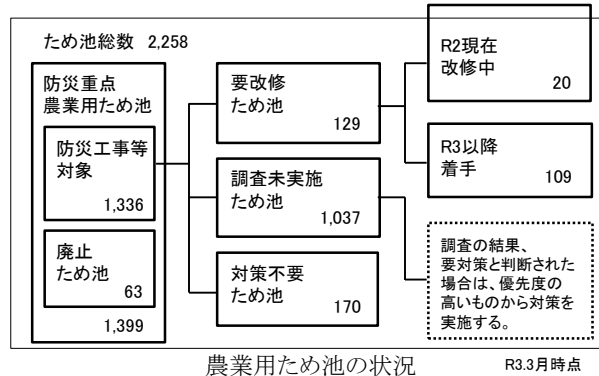 ため池総数 2,258
防災重点
農業用ため池
防災工事等
対象
1,336
廃止
ため池
63
1,399
要改修
ため池
129
調査未実施
ため池
1,037
対策不要
ため池
170
R2現在
改修中
20
R3以降
着手
109
調査の結果、
要対策と判断された
場合は、優先度の
高いものから対策を
実施する。
農業用ため池の状況
R3.3月時点